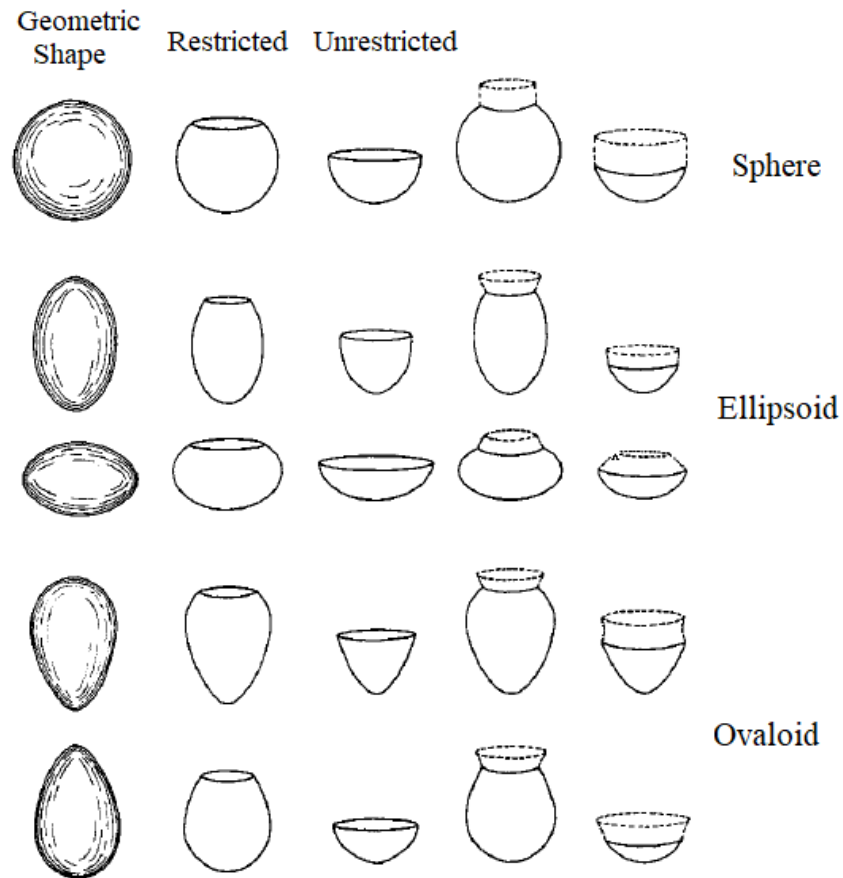 Geometric
Shape
Restricted
Unrestricted
Sphere
Ellipsoid
Ovaloid